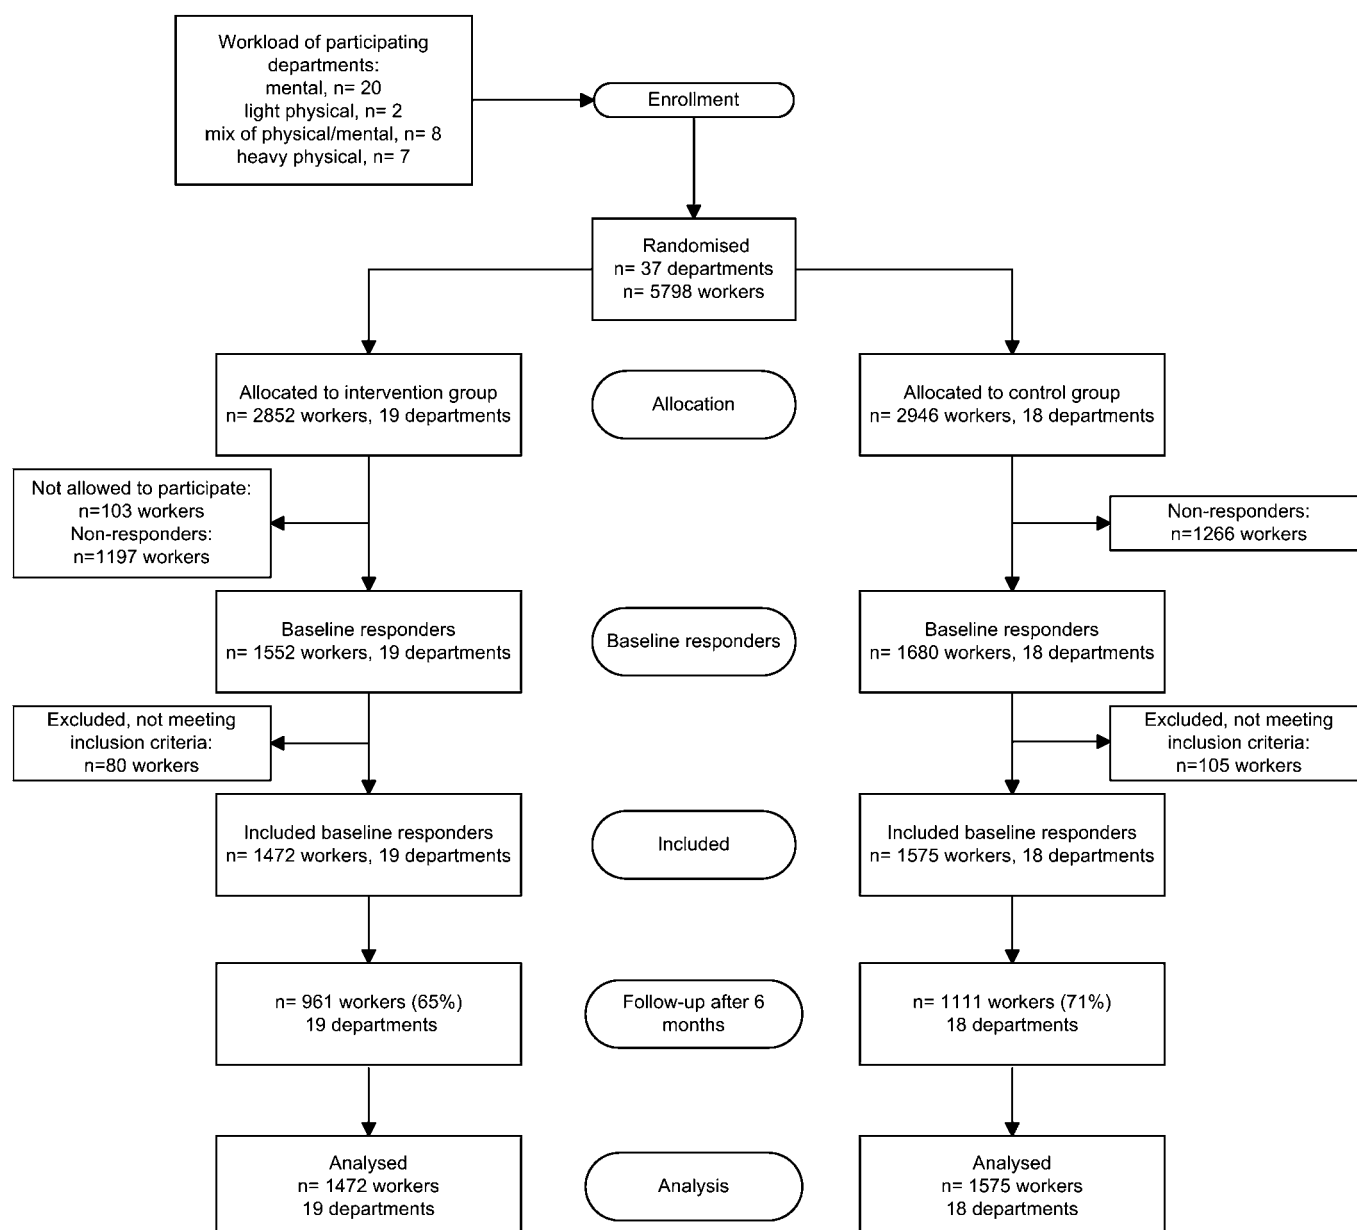 Workload of participating
departments:
mental, n= 20
light physical, n= 2
mix of physical/mental, n= 8
heavy physical, n= 7
Enrollment
Randomised
n= 37 departments
n= 5798 workers
Allocated to intervention group
n= 2852 workers, 19 departments
Allocation
Allocated to control group
n= 2946 workers, 18 departments
Not allowed to participate:
n=103 workers
Non-responders:
n=1197 workers
Non-responders:
n=1266 workers
Baseline responders
n= 1552 workers, 19 departments
Baseline responders
Baseline responders
n= 1680 workers, 18 departments
Excluded, not meeting
inclusion criteria:
n=80 workers
Excluded, not meeting
inclusion criteria:
n=105 workers
Included baseline responders
n= 1472 workers, 19 departments
Included
Included baseline responders
n= 1575 workers, 18 departments
n= 961 workers (65%)
19 departments
Follow-up after 6
months
n= 1111 workers (71%)
18 departments
Analysed
n= 1472 workers
19 departments
Analysis
Analysed
n= 1575 workers
18 departments